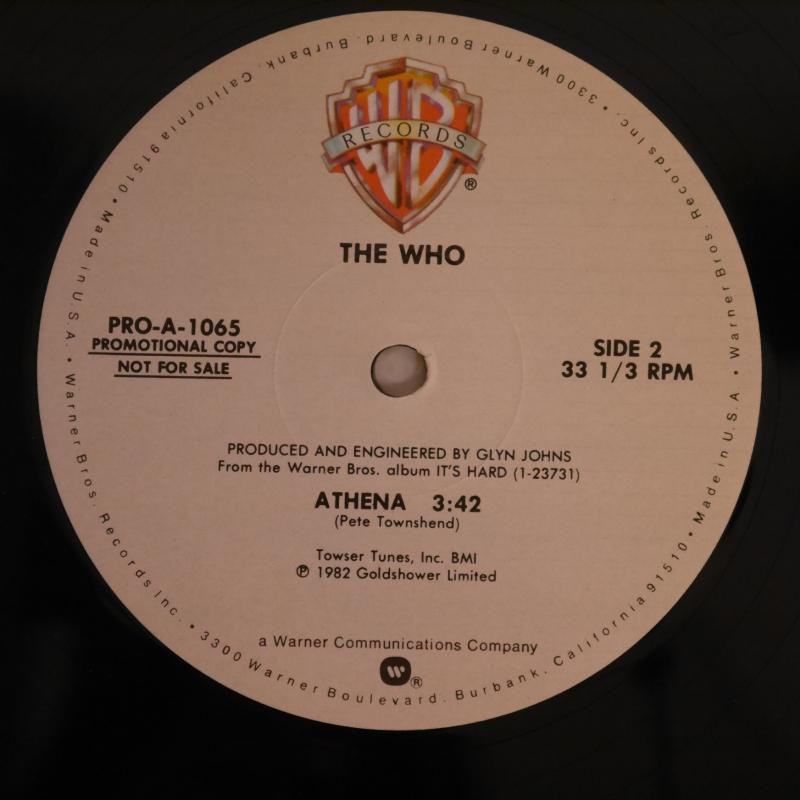 WB
RECORDS
®
THE WHO
PRO-A-1065
PROMOTIONAL COPY
NOT FOR SALE
SIDE 2
33 1/3 RPM
PRODUCED AND ENGINEERED BY GLYN JOHNS
From the Warner Bros. album IT'S HARD (1-23731)
ATHENA 3:42
(Pete Townshend)
Towser Tunes, Inc. BMI
℗ 1982 Goldshower Limited
a Warner Communications Company
W ®
Warner Bros. Records Inc. • 3300 Warner Boulevard. Burbank, California 91510 • Made in U.S.A. •
Warner Bros. Records Inc. • 3300 Warner Boulevard. Burbank, California 91510 • Made in U.S.A. •